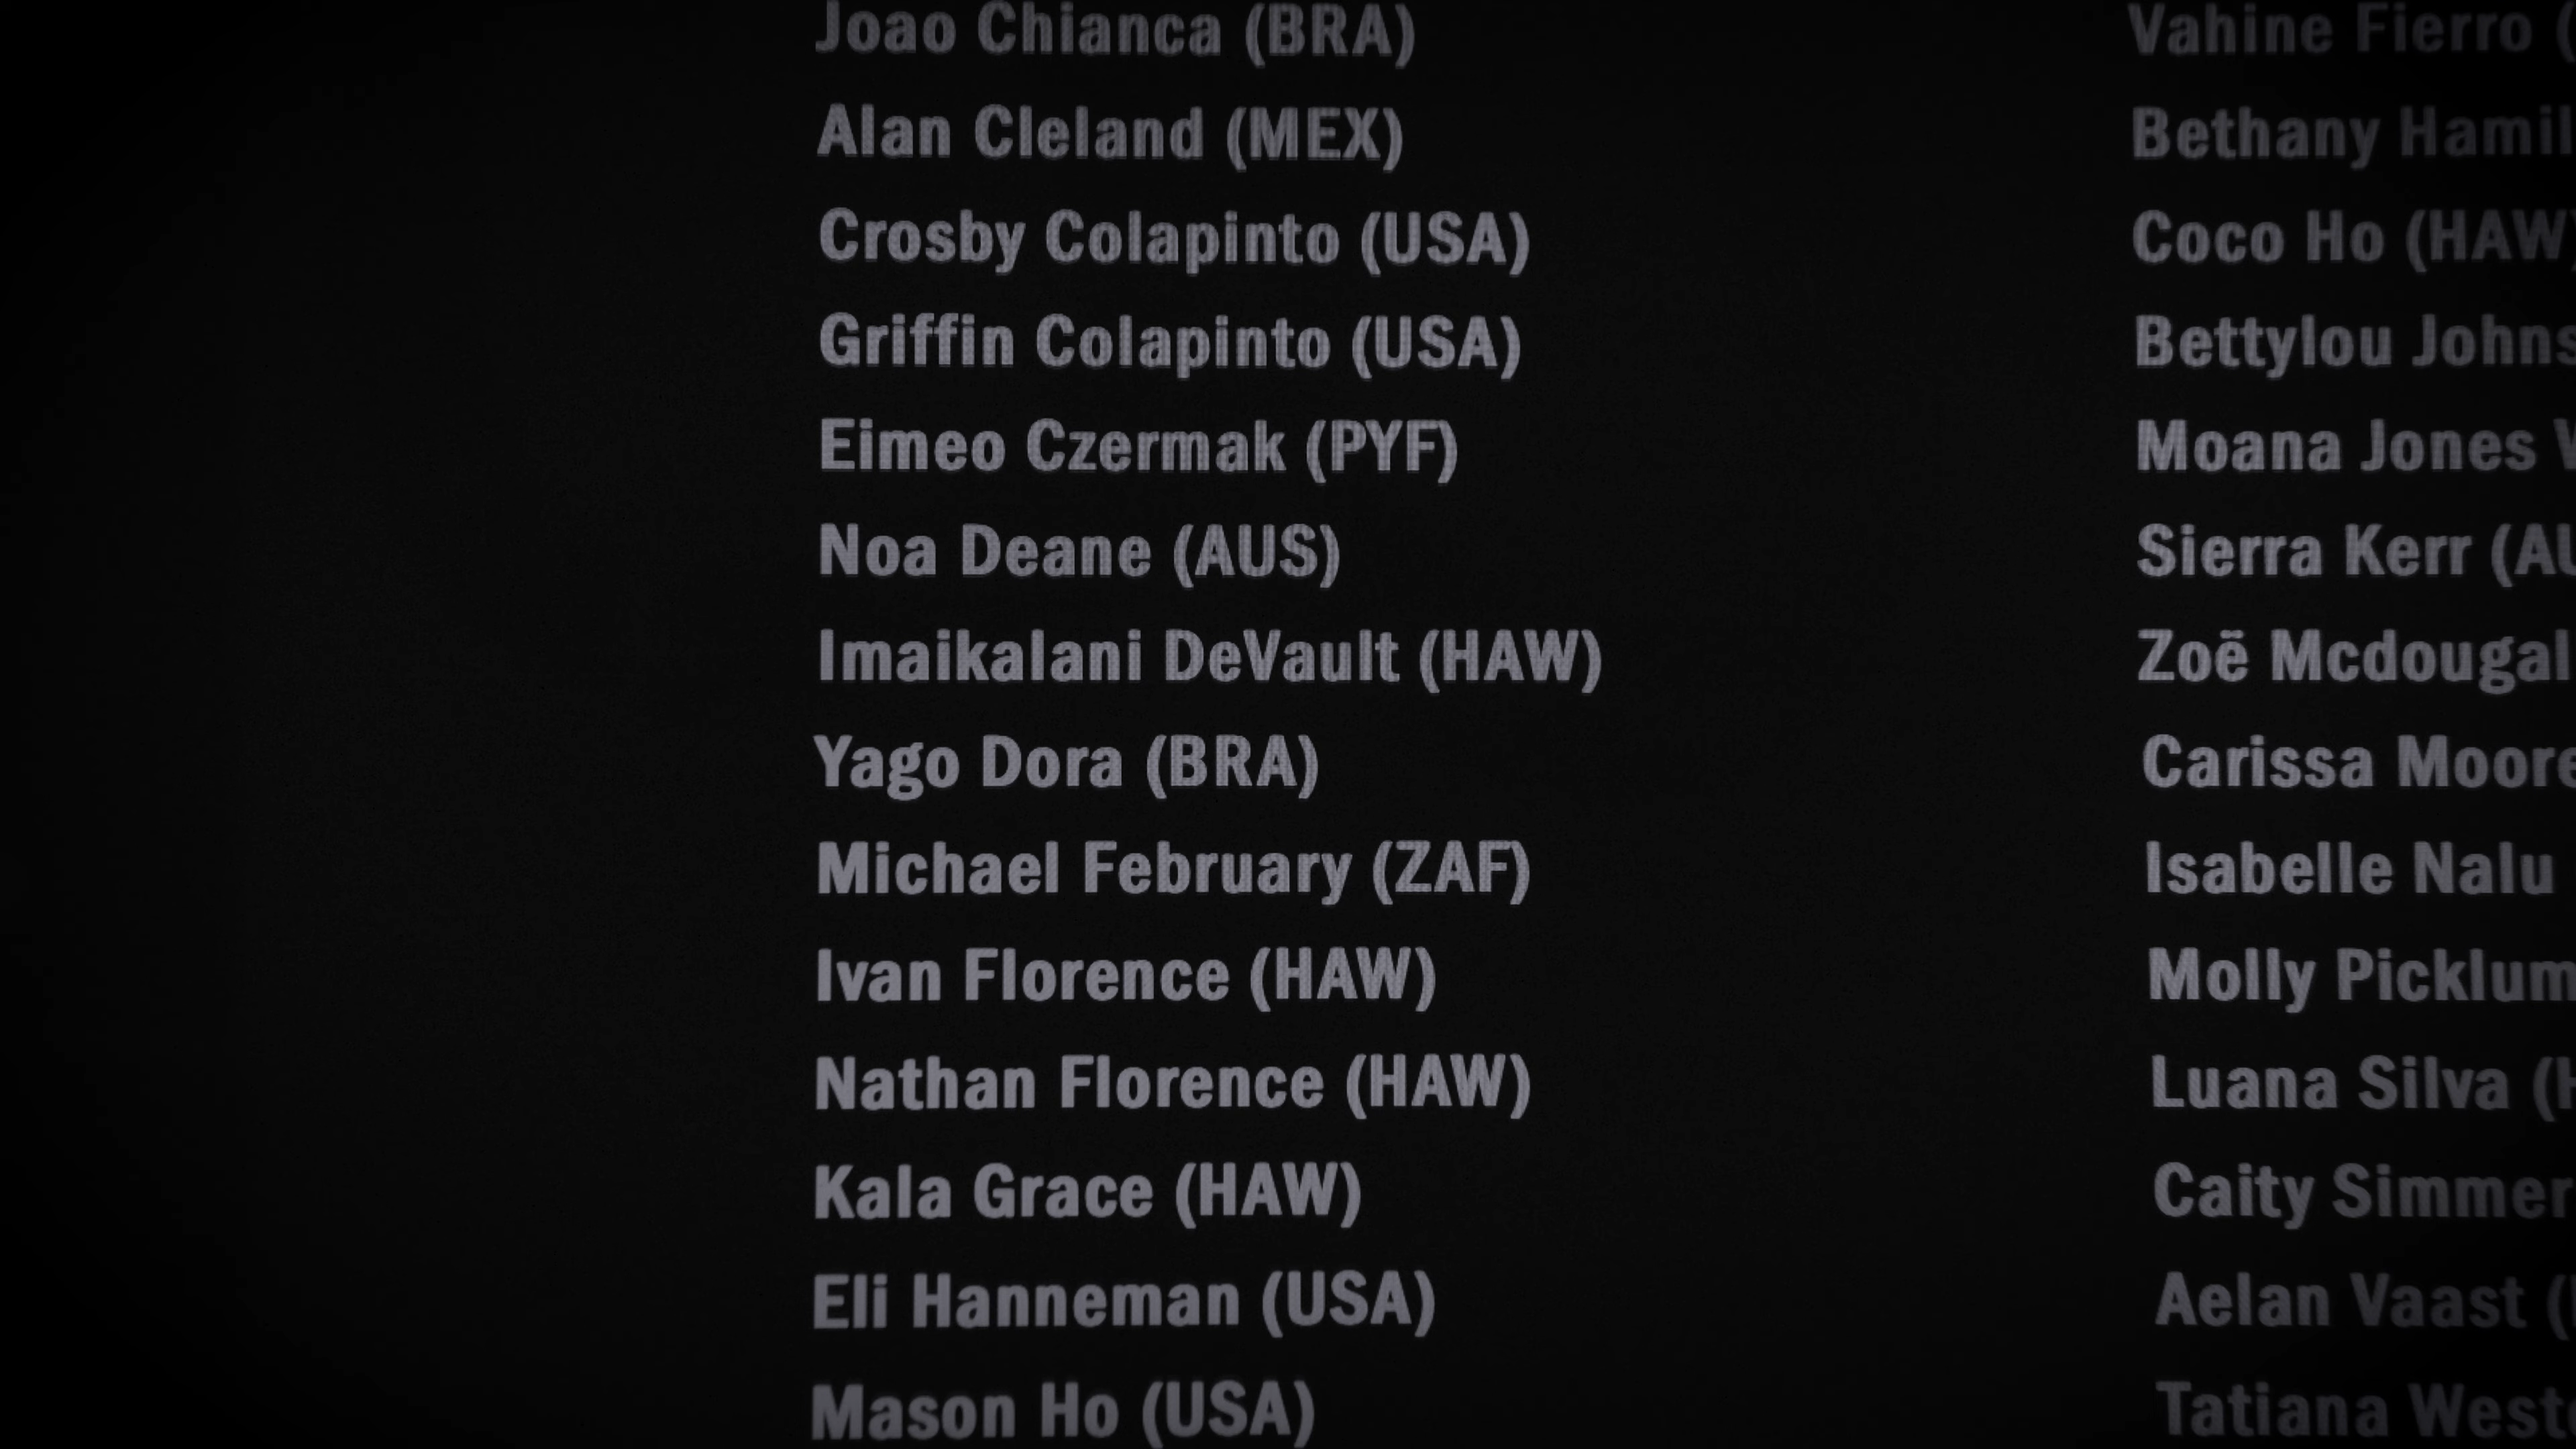 Joao Chianca (BRA)
Alan Cleland (MEX)
Crosby Colapinto (USA)
Griffin Colapinto (USA)
Eimeo Czermak (PYF)
Noa Deane (AUS)
Imaikalani DeVault (HAW)
Yago Dora (BRA)
Michael February (ZAF)
Ivan Florence (HAW)
Nathan Florence (HAW)
Kala Grace (HAW)
Eli Hanneman (USA)
Mason Ho (USA)
Vahine Fierro (
Bethany
Coco Ho (HAW)
Bettylou
Moana Jones
Sierra Kerr
Zoë
Carissa Moore
Isabelle Nalu
Molly Picklum
Luana Silva
Caity
Aelan Vaast (
Tatiana